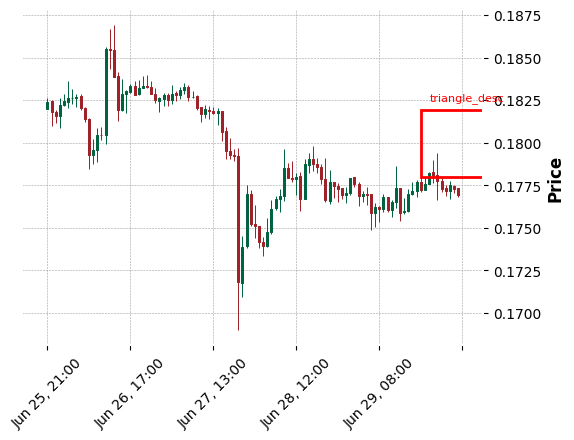 0.1875
0.1850
triangle_desc
0.1825
0.1800
0.1775
0.1750
0.1725
0.1700
Price
Jun 25, 21:00
Jun 26, 17:00
Jun 27, 13:00
Jun 28, 12:00
Jun 29, 08:00